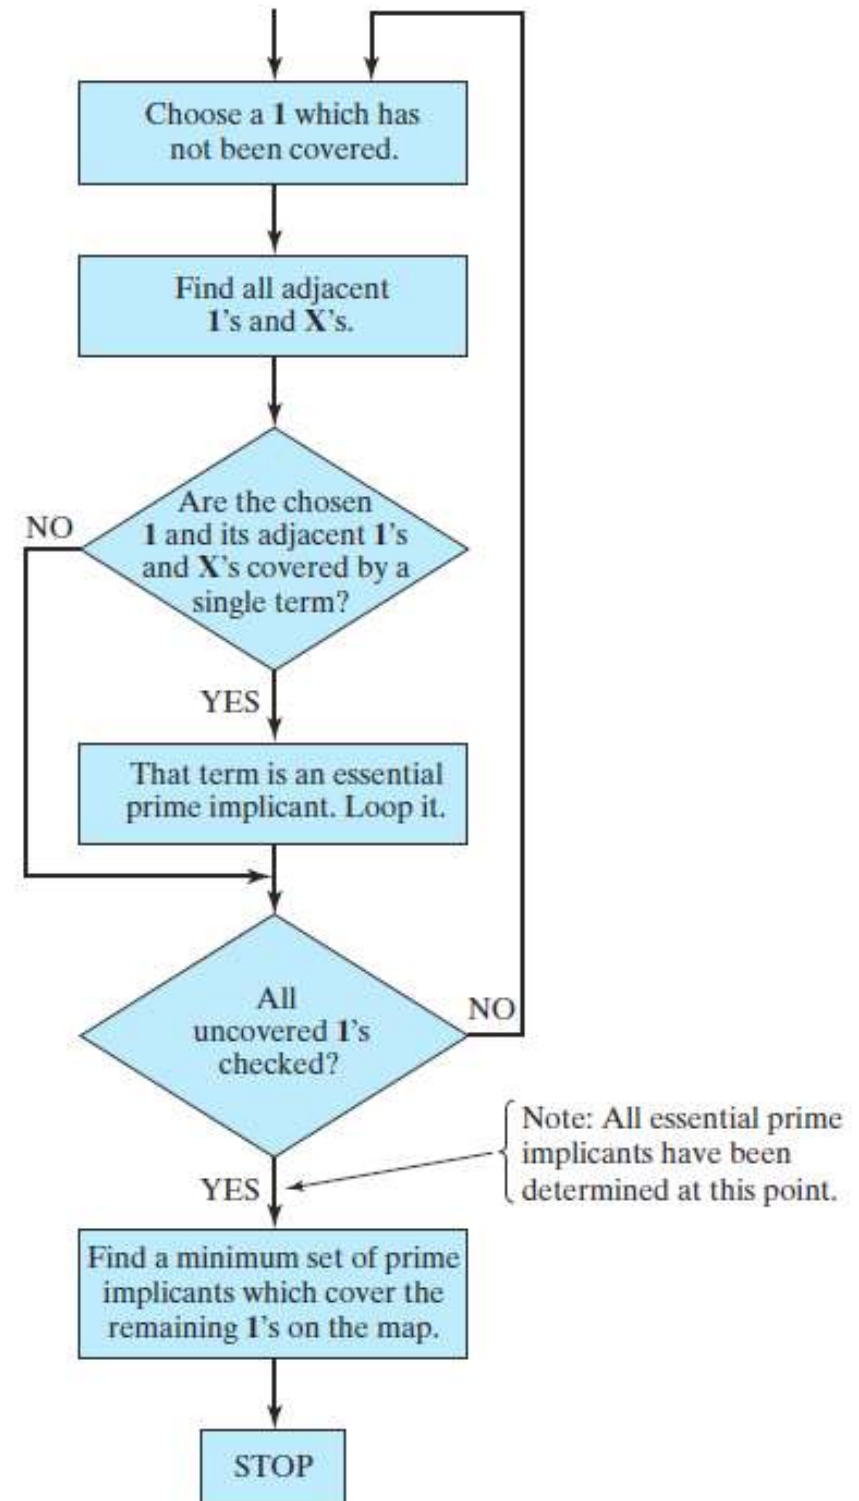 Choose a 1 which has
not been covered.
Find all adjacent
1's and X's.
Are the chosen
1 and its adjacent 1's
and X's covered by a
single term?
NO
YES
That term is an essential
prime implicant. Loop it.
All
uncovered 1's
checked?
NO
Note: All essential prime
implicants have been
determined at this point.
YES
Find a minimum set of prime
implicants which cover the
remaining 1's on the map.
STOP